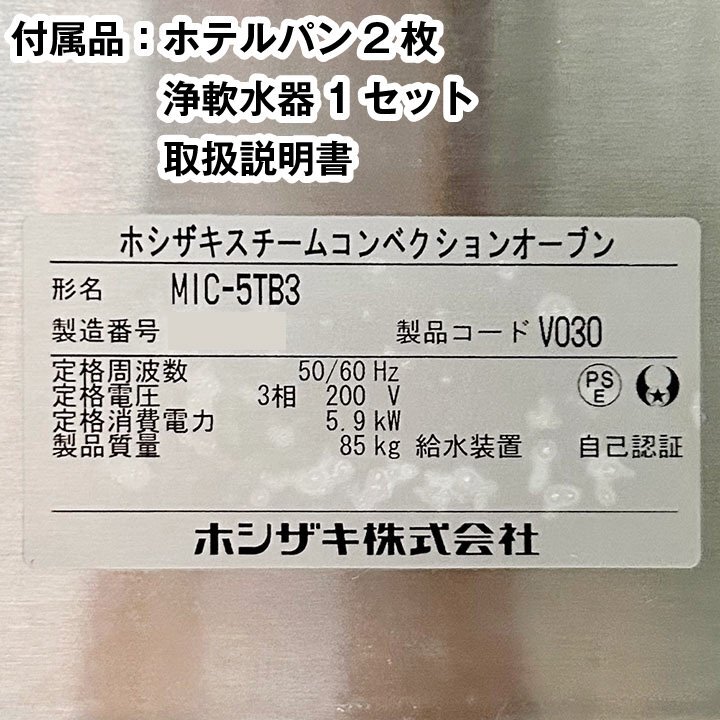 付属品：ホテルパン２枚
浄軟水器１セット
取扱説明書
ホシザキスチームコンベクションオーブン
形名 MIC-5TB3
製造番号 製品コード V030
定格周波数 50/60 Hz
定格電圧 3相 200 V
定格消費電力 5.9 kW
製品質量 85 kg 給水装置 自己認証
PS
E
ホシザキ株式会社